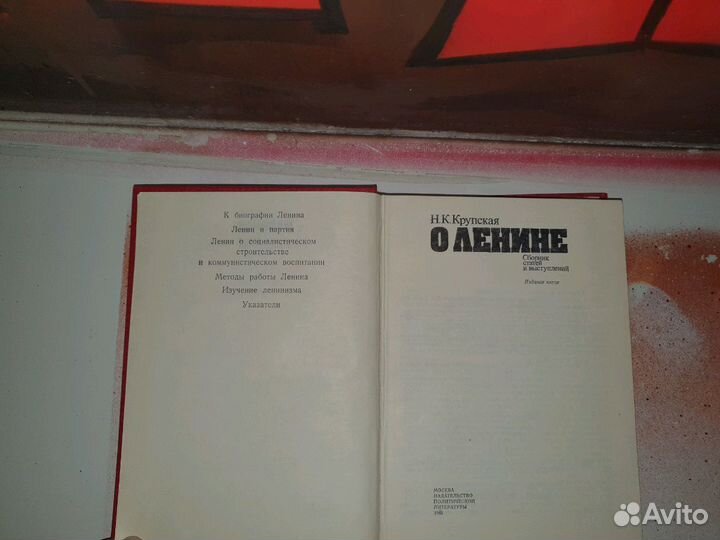 К биографии Ленина
Ленин и партия
Ленин о социалистическом
строительстве
и коммунистическом воспитании
Методы работы Ленина
Изучение ленинизма
Указатели
Н.К.Крупская
О ЛЕНИНЕ
Сборник
статей
и выступлений
Издание пятое
МОСКВА
ИЗДАТЕЛЬСТВО
ПОЛИТИЧЕСКОЙ
ЛИТЕРАТУРЫ
Avito